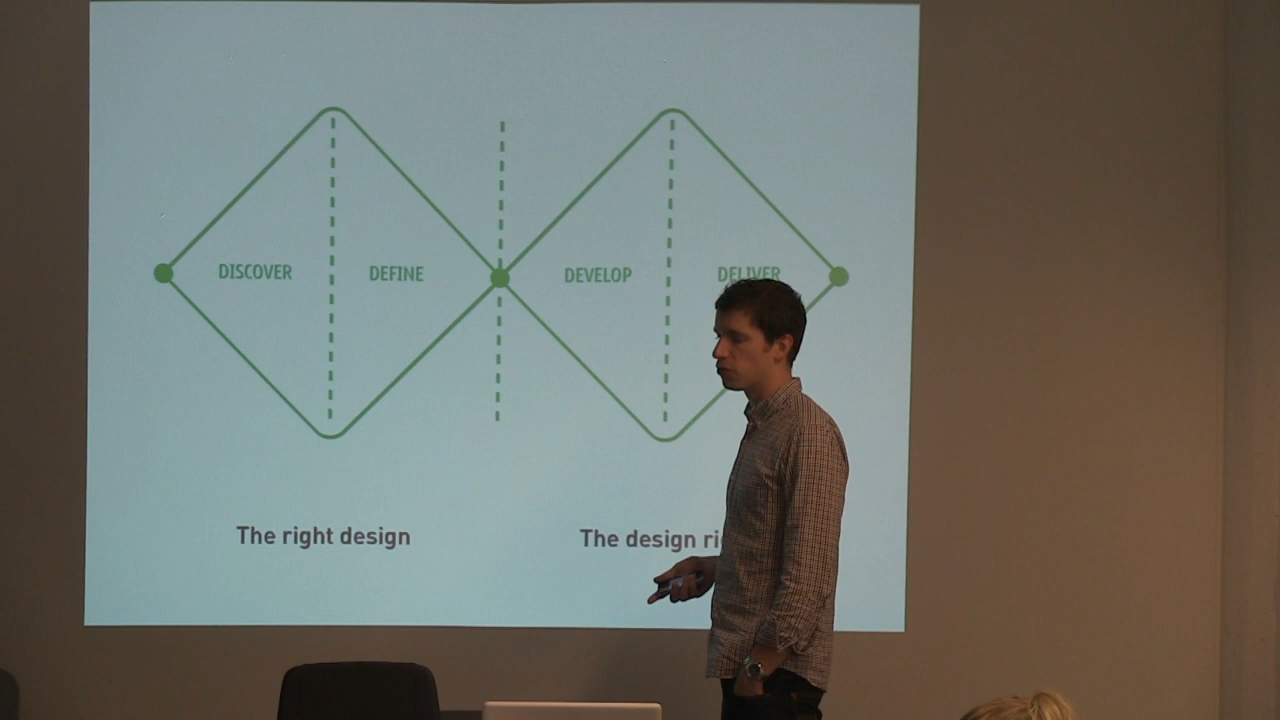 DISCOVER
DEFINE
DEVELOP
DELIVER
The right design
The design